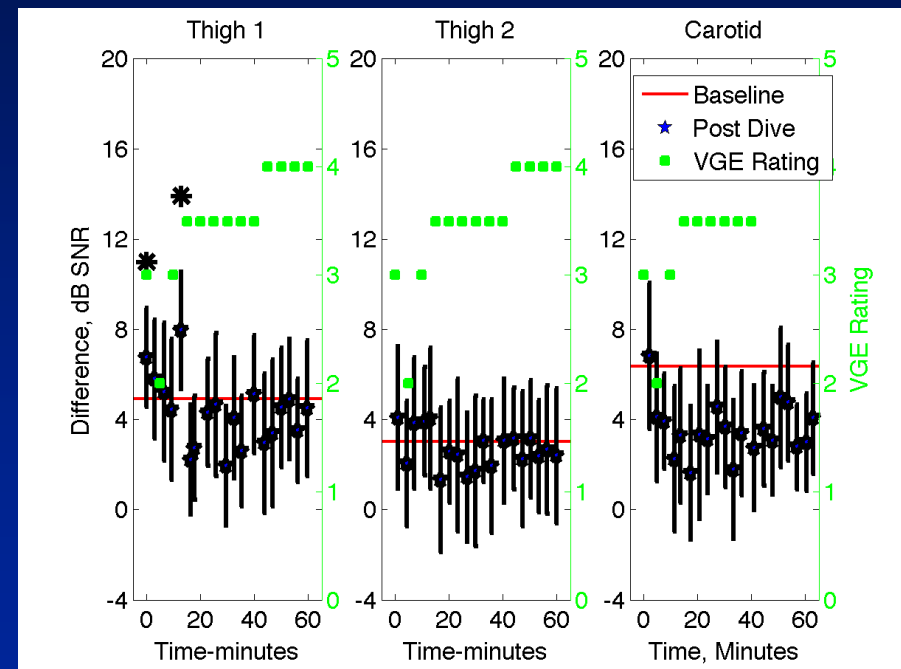 Thigh 1
Thigh 2
Carotid
20
16
12
8
4
0
-4
Difference, dB SNR
5
4
3
2
1
0
0 20 40 60
Time-minutes
20
16
12
8
4
0
-4
5
4
3
2
1
0
0 20 40 60
Time-minutes
20
16
12
8
4
0
-4
Baseline
Post Dive
VGE Rating
5
4
3
2
1
0
VGE Rating
0 20 40 60
Time, Minutes